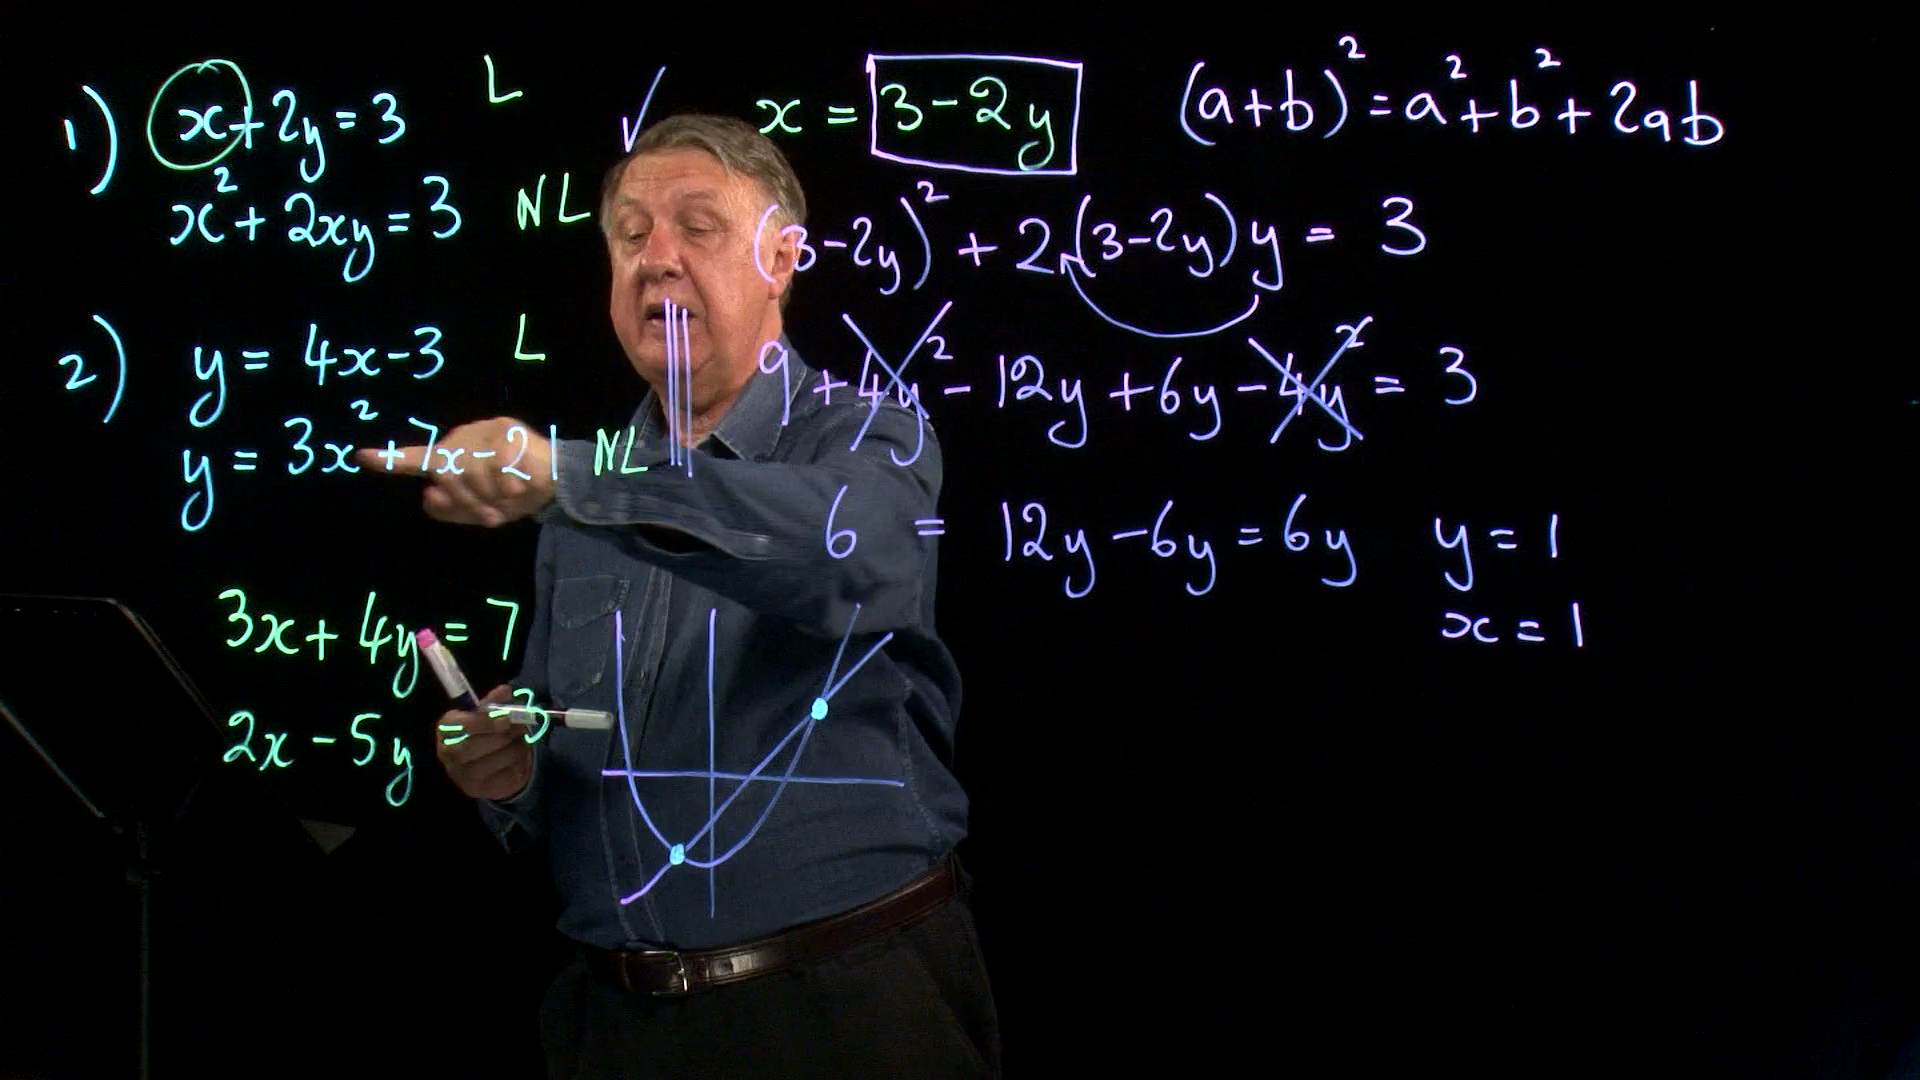 1) x+2y=3 L
x²+2xy=3 NL
2) y=4x-3 L
y=3x²+7x-21 NL
3x+4y=7
2x-5y=-3
✓ x=3-2y
(a+b)²=a²+b²+2ab
(3-2y)²+2(3-2y)y=3
9+4y²-12y+6y-4y²=3
6=12y-6y=6y y=1
x=1